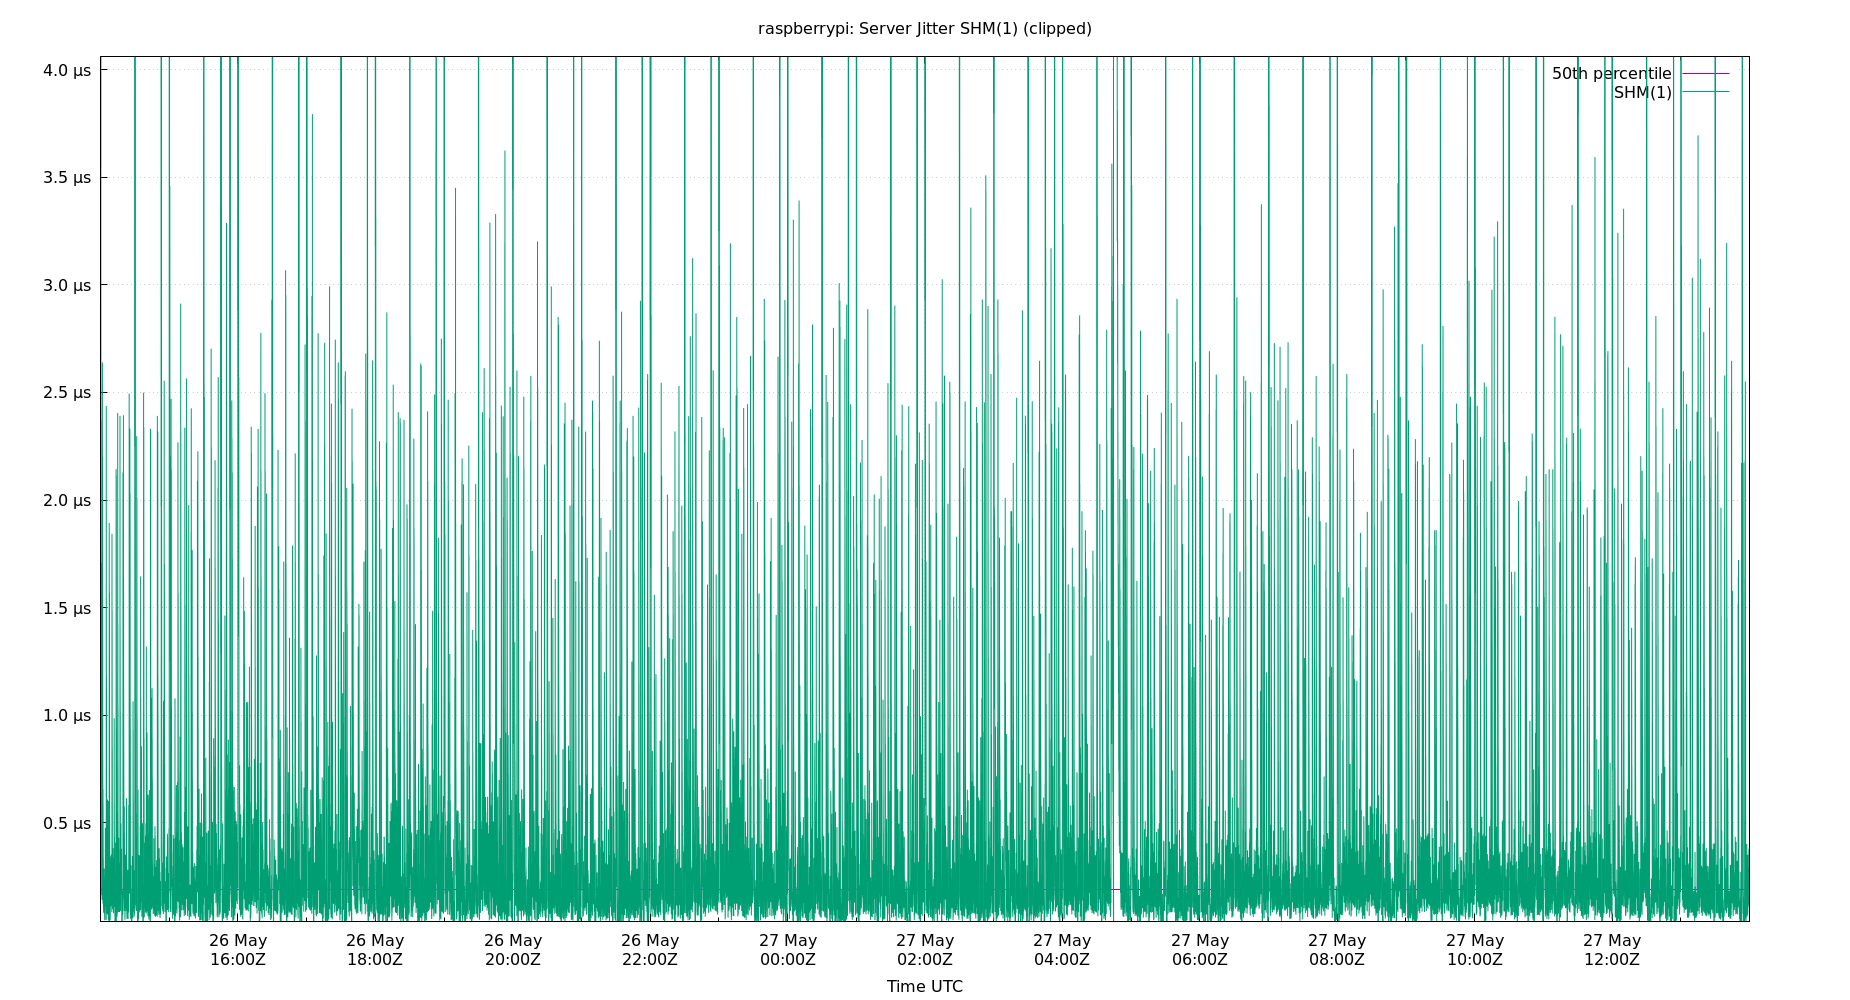 raspberrypi: Server Jitter SHM(1) (clipped)
4.0 µs
50th percentile
SHM(1)
3.5 µs
3.0 µs
2.5 µs
2.0 µs
1.5 µs
1.0 µs
0.5 µs
26 May 26 May 26 May 26 May 27 May 27 May 27 May 27 May 27 May 27 May 27 May
16:00Z 18:00Z 20:00Z 22:00Z 00:00Z 02:00Z 04:00Z 06:00Z 08:00Z 10:00Z 12:00Z
Time UTC